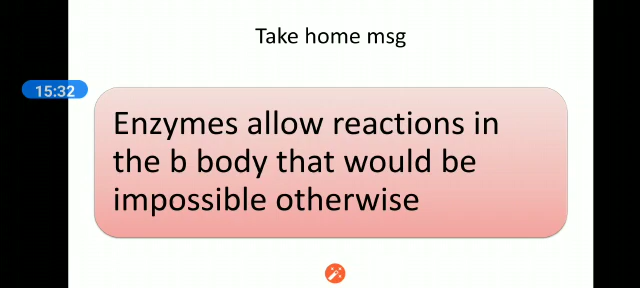 Take home msg
15:32
Enzymes allow reactions in
the b body that would be
impossible otherwise